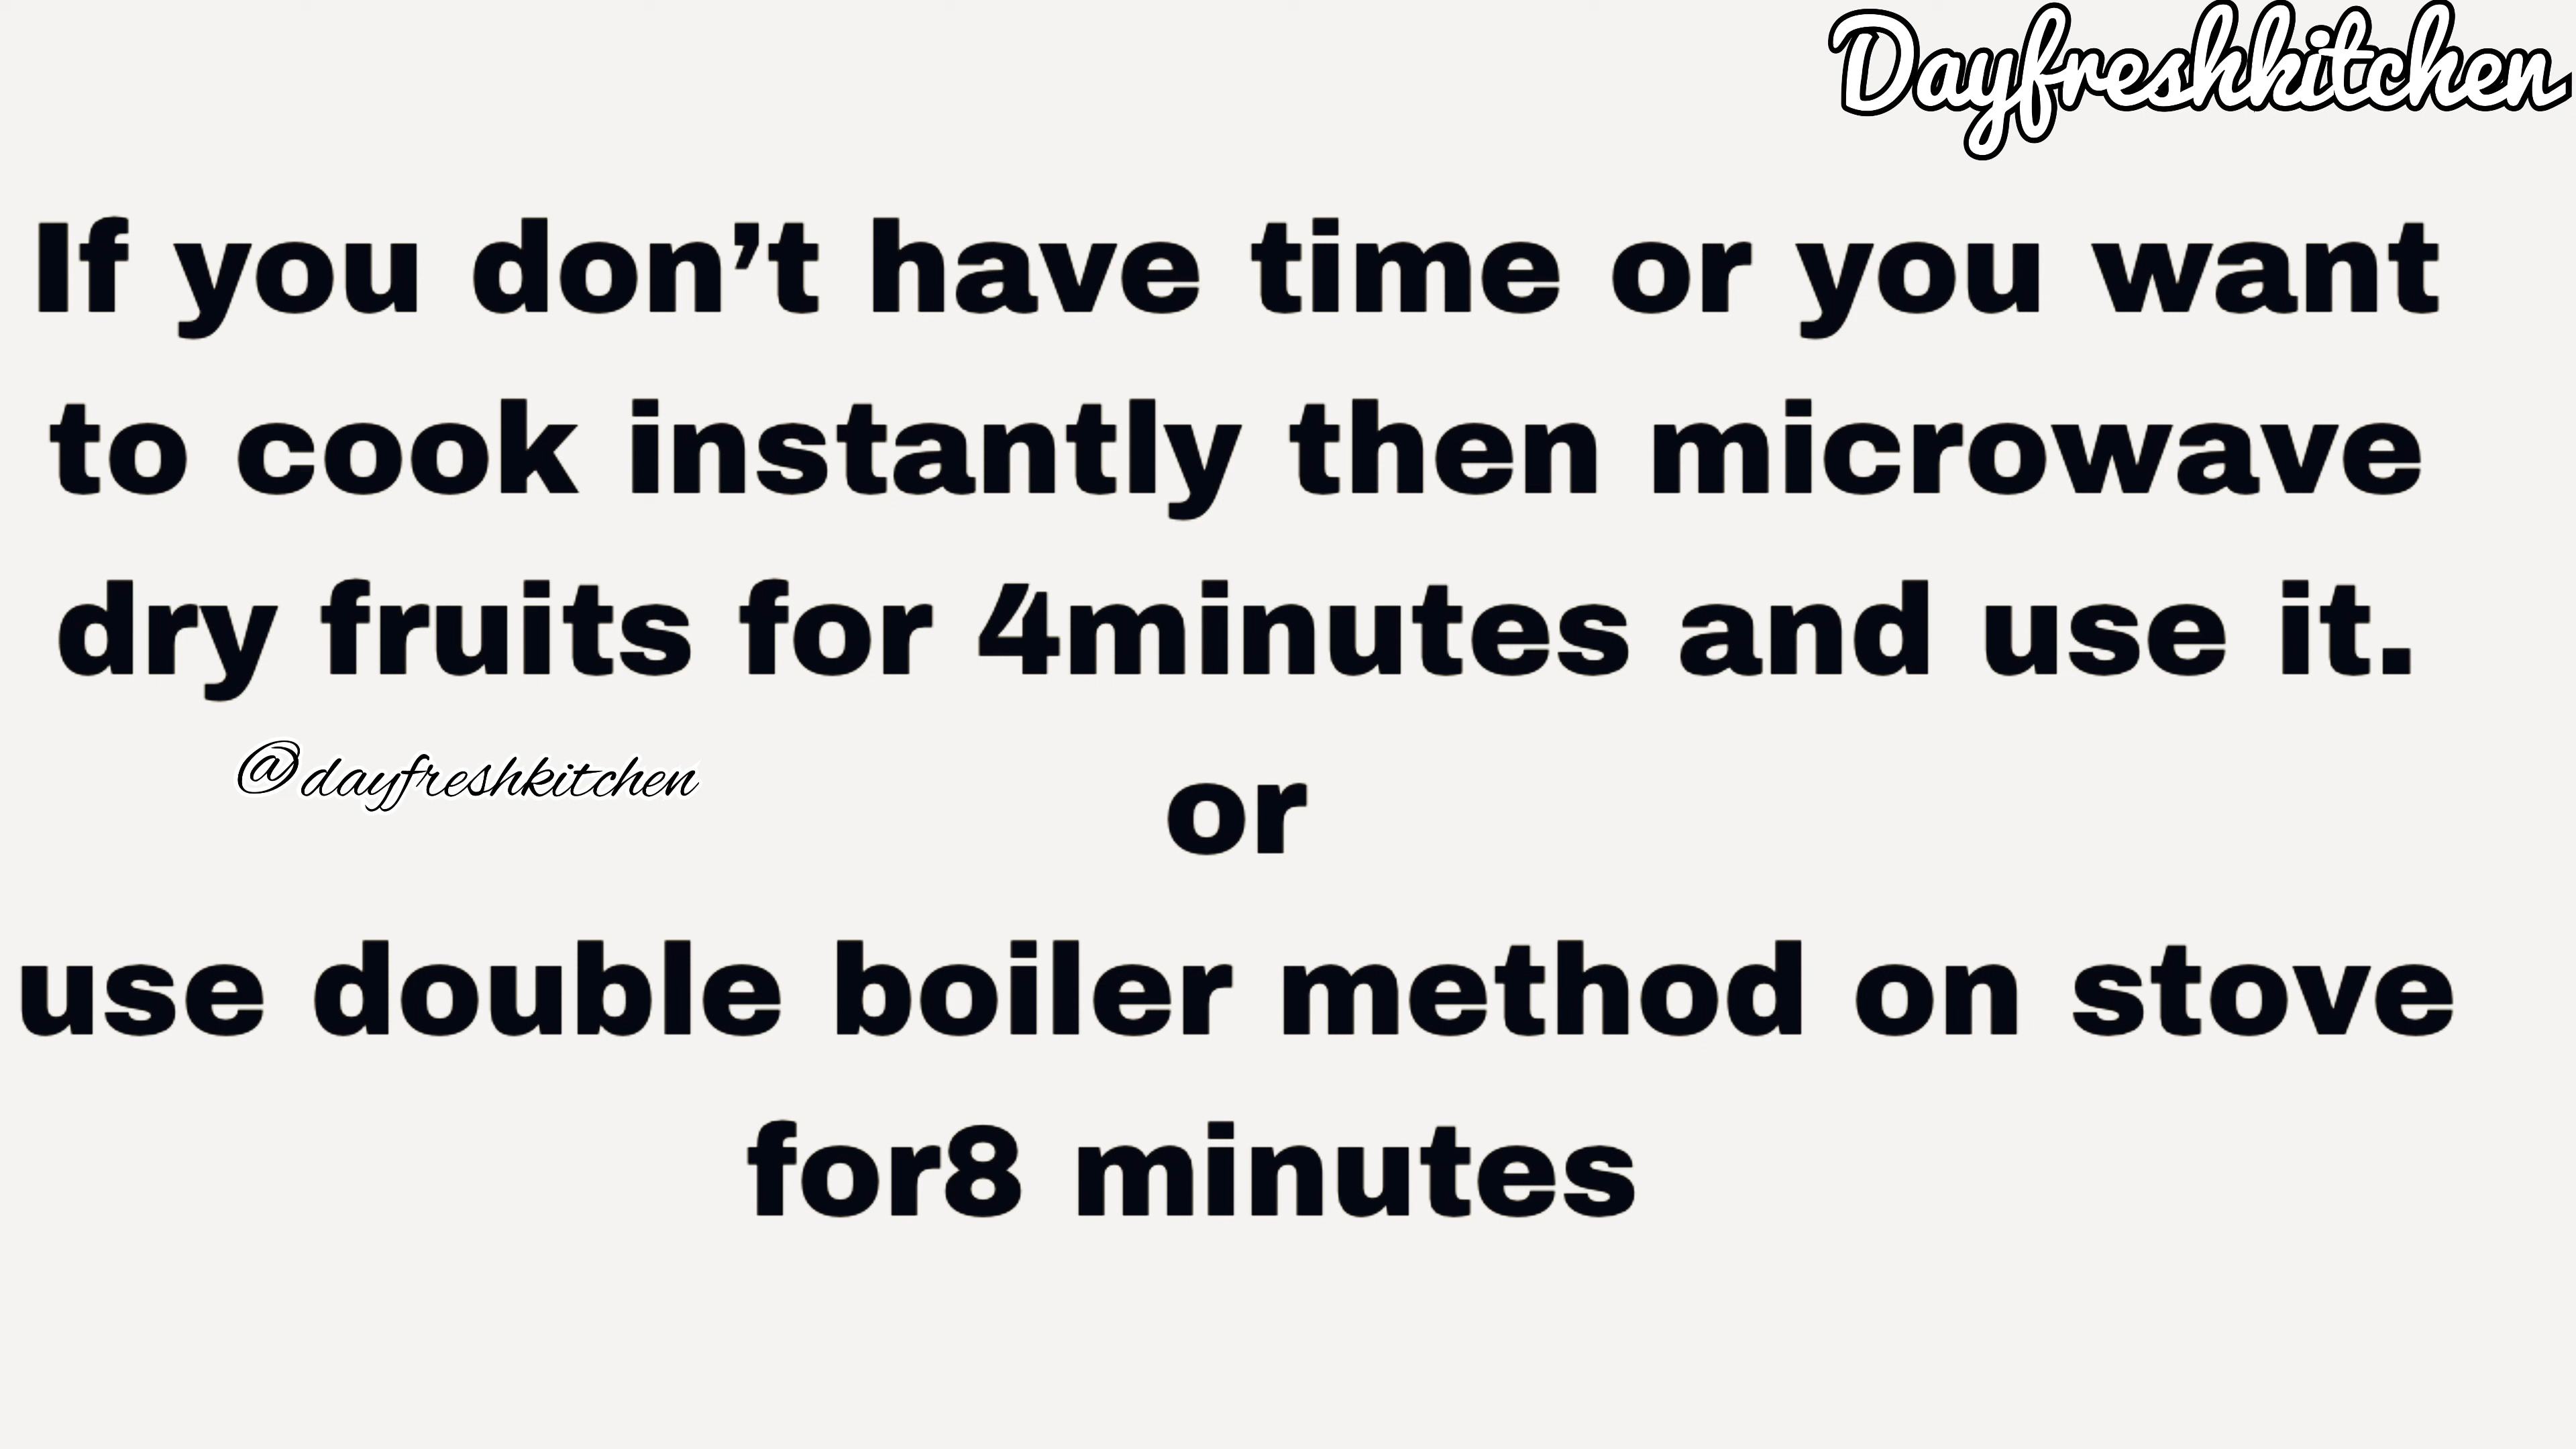 Dayfreshkitchen
If you don’t have time or you want
to cook instantly then microwave
dry fruits for 4minutes and use it.
@dayfreshkitchen
or
use double boiler method on stove
for8 minutes